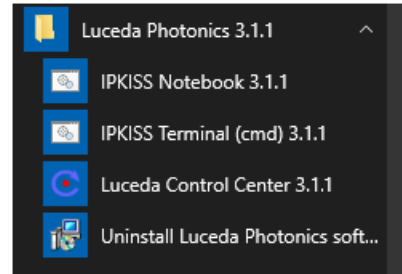 Luceda Photonics 3.1.1
IPKISS Notebook 3.1.1
IPKISS Terminal (cmd) 3.1.1
Luceda Control Center 3.1.1
Uninstall Luceda Photonics soft...